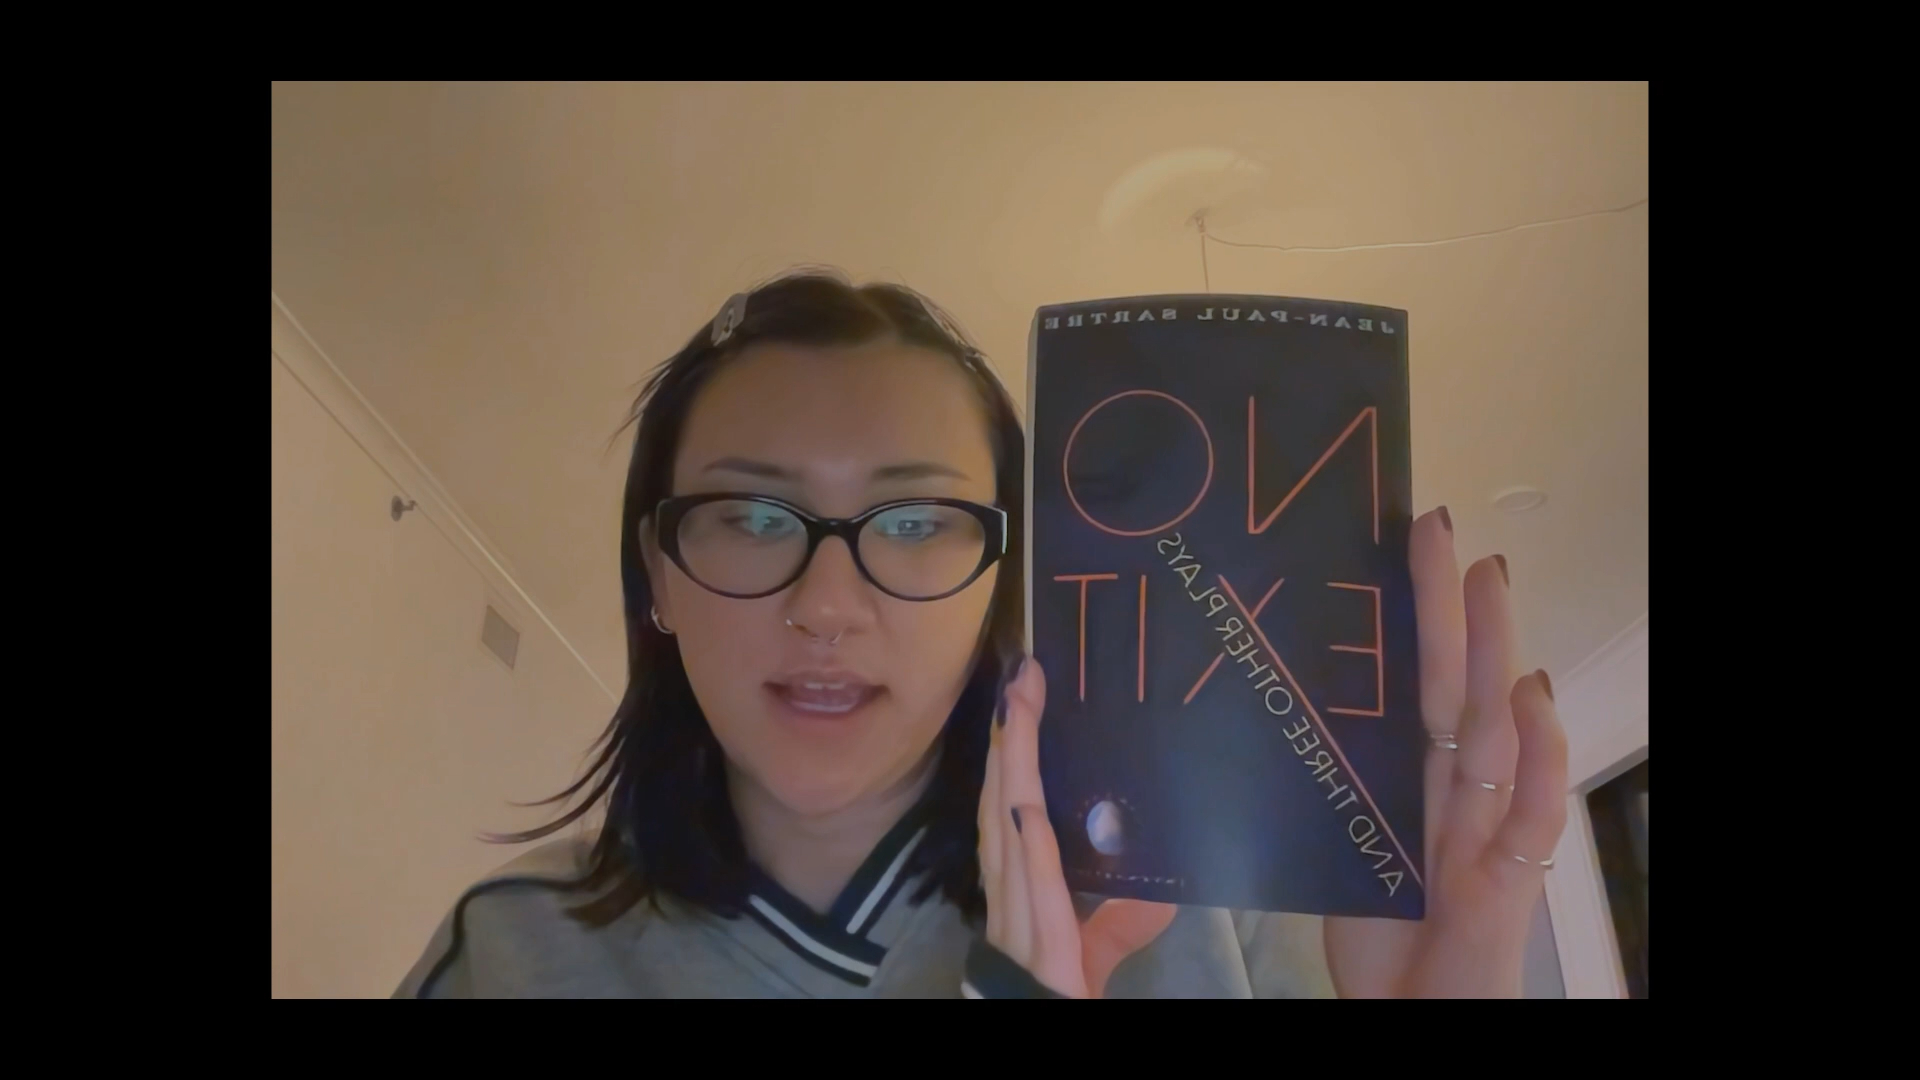 JEAN-PAUL SARTRE
NO
EXIT
AND THREE OTHER PLAYS